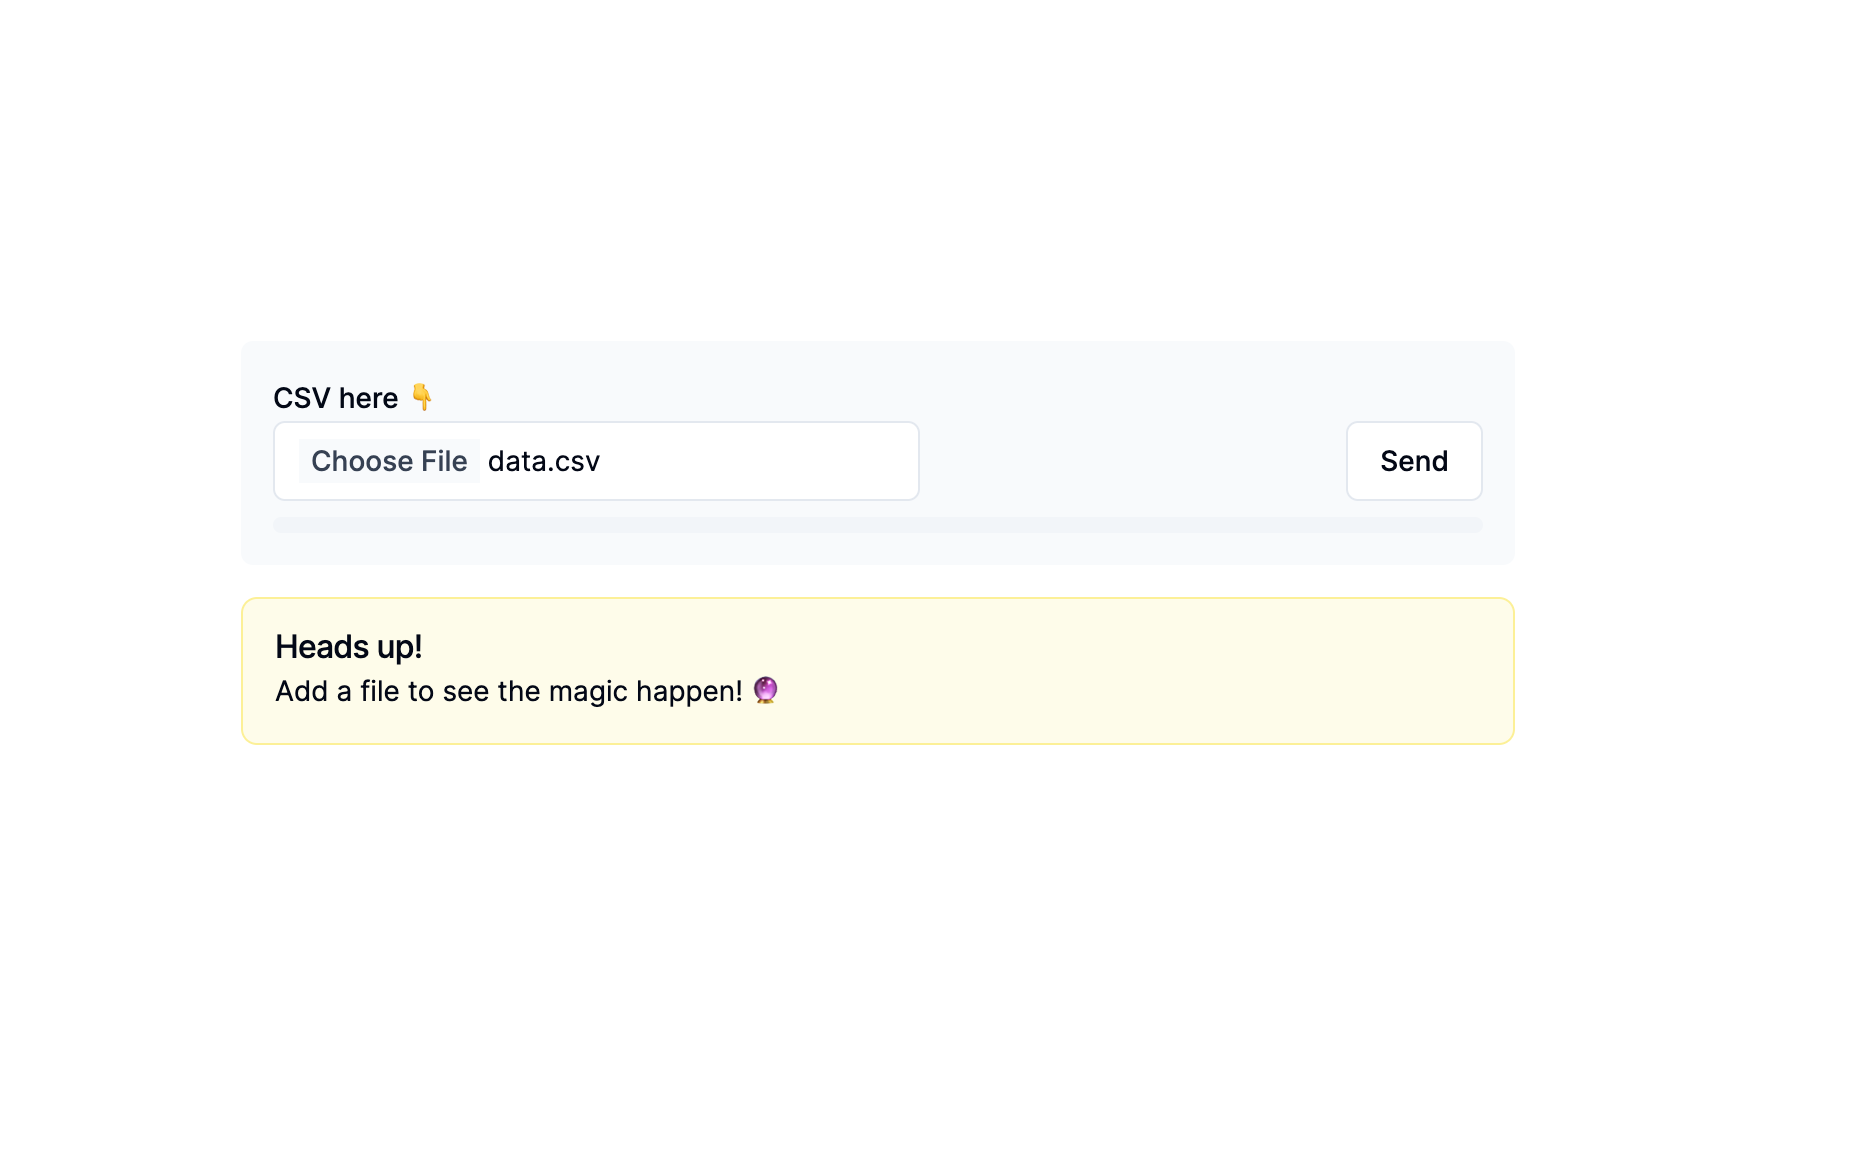 CSV here 👇
Choose File data.csv
Send
Heads up!
Add a file to see the magic happen! 🔮